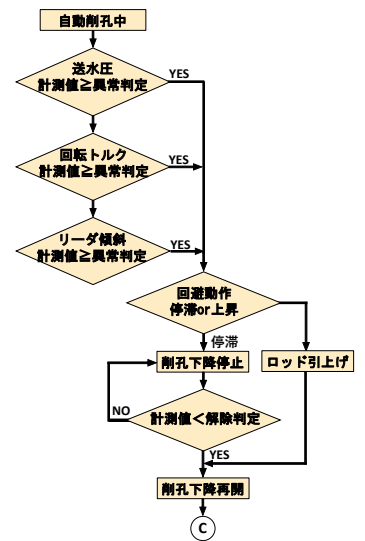 自動削孔中
送水圧
計測値≧異常判定
YES
回転トルク
計測値≧異常判定
YES
リーダ傾斜
計測値≧異常判定
YES
回避動作
停滞or上昇
停滞
削孔下降停止
ロッド引上げ
NO
計測値＜解除判定
YES
削孔下降再開
C